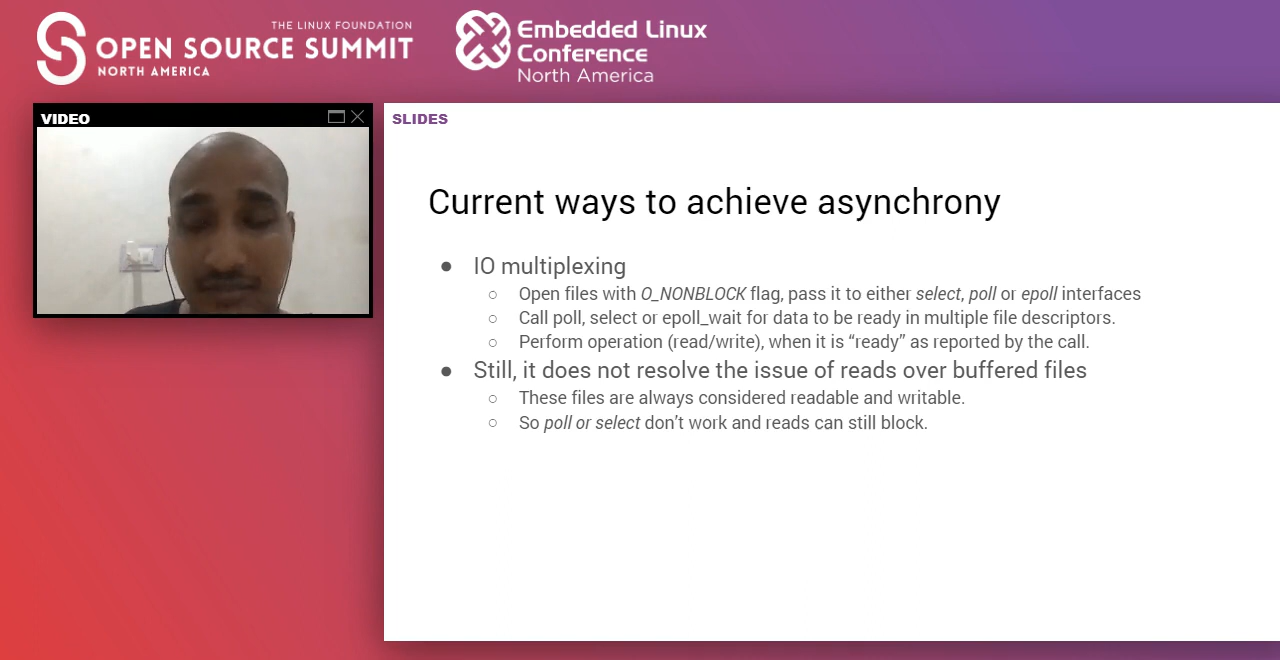 THE LINUX FOUNDATION
OPEN SOURCE SUMMIT
NORTH AMERICA
Embedded Linux
Conference
North America
VIDEO
SLIDES
Current ways to achieve asynchrony
● IO multiplexing
○ Open files with O_NONBLOCK flag, pass it to either select, poll or epoll interfaces
○ Call poll, select or epoll_wait for data to be ready in multiple file descriptors.
○ Perform operation (read/write), when it is “ready” as reported by the call.
● Still, it does not resolve the issue of reads over buffered files
○ These files are always considered readable and writable.
○ So poll or select don’t work and reads can still block.